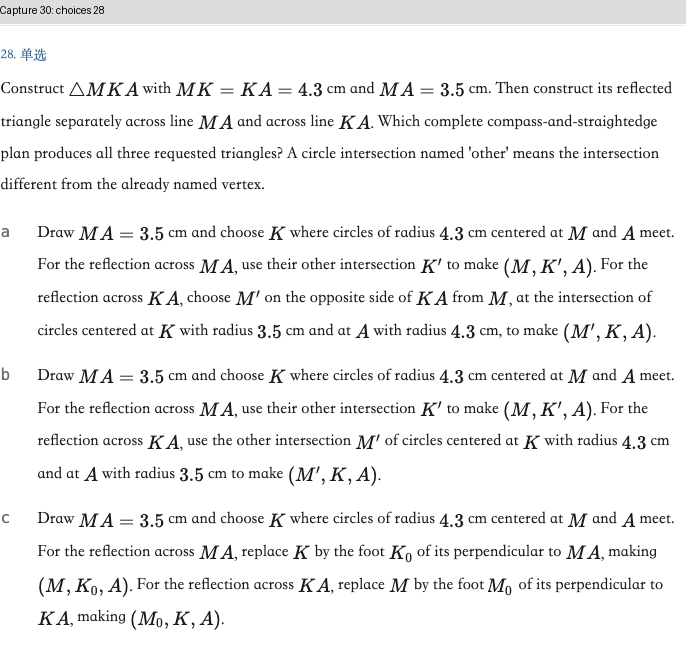 Capture 30: choices 28
28. 单选
Construct △MKA with MK = KA = 4.3 cm and MA = 3.5 cm. Then construct its reflected
triangle separately across line MA and across line KA. Which complete compass-and-straightedge
plan produces all three requested triangles? A circle intersection named 'other' means the intersection
different from the already named vertex.
a Draw MA = 3.5 cm and choose K where circles of radius 4.3 cm centered at M and A meet.
For the reflection across MA, use their other intersection K′ to make (M, K′, A). For the
reflection across KA, choose M′ on the opposite side of KA from M, at the intersection of
circles centered at K with radius 3.5 cm and at A with radius 4.3 cm, to make (M′, K, A).
b Draw MA = 3.5 cm and choose K where circles of radius 4.3 cm centered at M and A meet.
For the reflection across MA, use their other intersection K′ to make (M, K′, A). For the
reflection across KA, use the other intersection M′ of circles centered at K with radius 4.3 cm
and at A with radius 3.5 cm to make (M′, K, A).
c Draw MA = 3.5 cm and choose K where circles of radius 4.3 cm centered at M and A meet.
For the reflection across MA, replace K by the foot K₀ of its perpendicular to MA, making
(M, K₀, A). For the reflection across KA, replace M by the foot M₀ of its perpendicular to
KA, making (M₀, K, A).